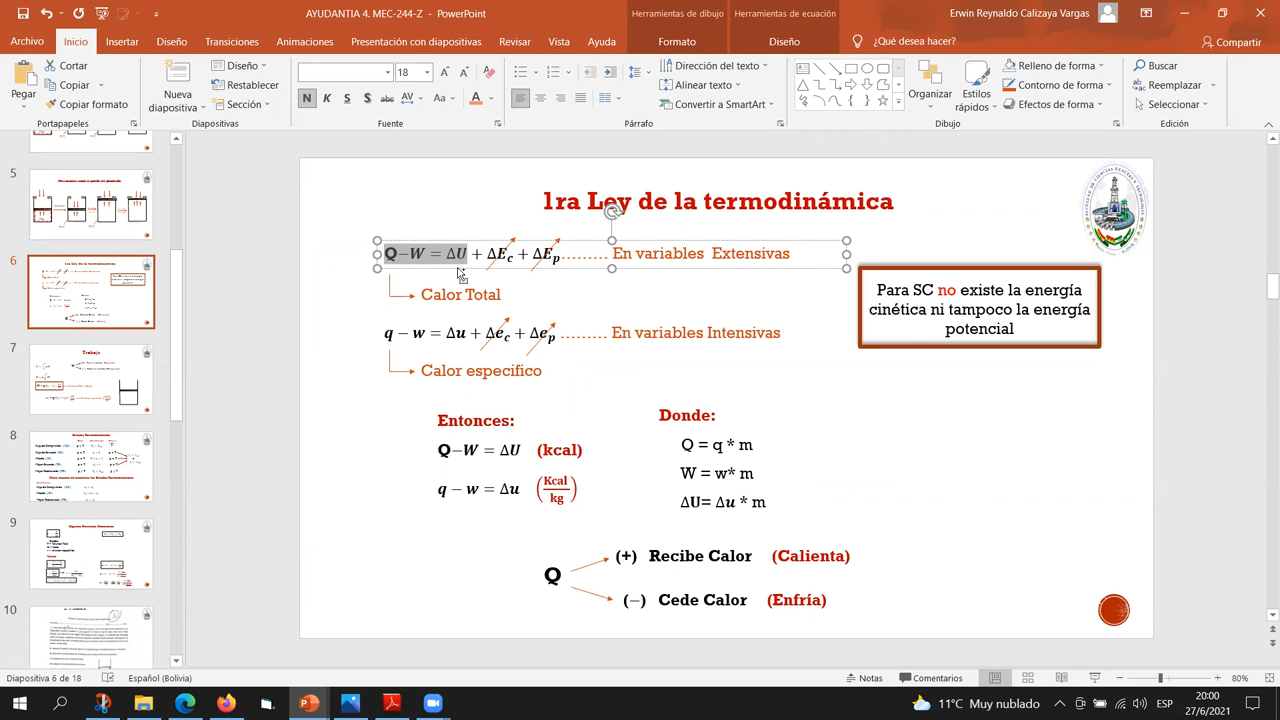 AYUDANTIA 4. MEC-244-Z - PowerPoint
Herramientas de dibujo
Herramientas de ecuación
Erwin Reynaldo Calizaya Vargas
Archivo
Inicio
Insertar
Diseño
Transiciones
Animaciones
Presentación con diapositivas
Revisar
Vista
Ayuda
Formato
Diseño
¿Qué desea hacer?
Compartir
Pegar
Cortar
Copiar
Copiar formato
Portapapeles
Nueva diapositiva
Diseño
Restablecer
Sección
Diapositivas
18
N K S S abc AV Aa A
Fuente
Dirección del texto
Alinear texto
Convertir a SmartArt
Párrafo
Organizar
Estilos rápidos
Relleno de forma
Contorno de forma
Efectos de forma
Dibujo
Buscar
Reemplazar
Seleccionar
Edición
5
6
7
Trabajo
9
10
1ra Ley de la termodinámica
Q−W = ΔU + ΔE_c + ΔE_p ......... En variables Extensivas
Calor Total
q − w = Δu + Δe_c + Δe_p ......... En variables Intensivas
Calor especifico
Para SC no existe la energía
cinética ni tampoco la energía
potencial
Entonces:
Q−W = ΔU (kcal)
q − w = Δu (Kcal/kg)
Donde:
Q = q * m
W = w* m
ΔU= Δu * m
Q
(+) Recibe Calor (Calienta)
(−) Cede Calor (Enfría)
Diapositiva 6 de 18
Español (Bolivia)
Notas
Comentarios
80%
11°C Muy nublado
20:00
27/6/2021